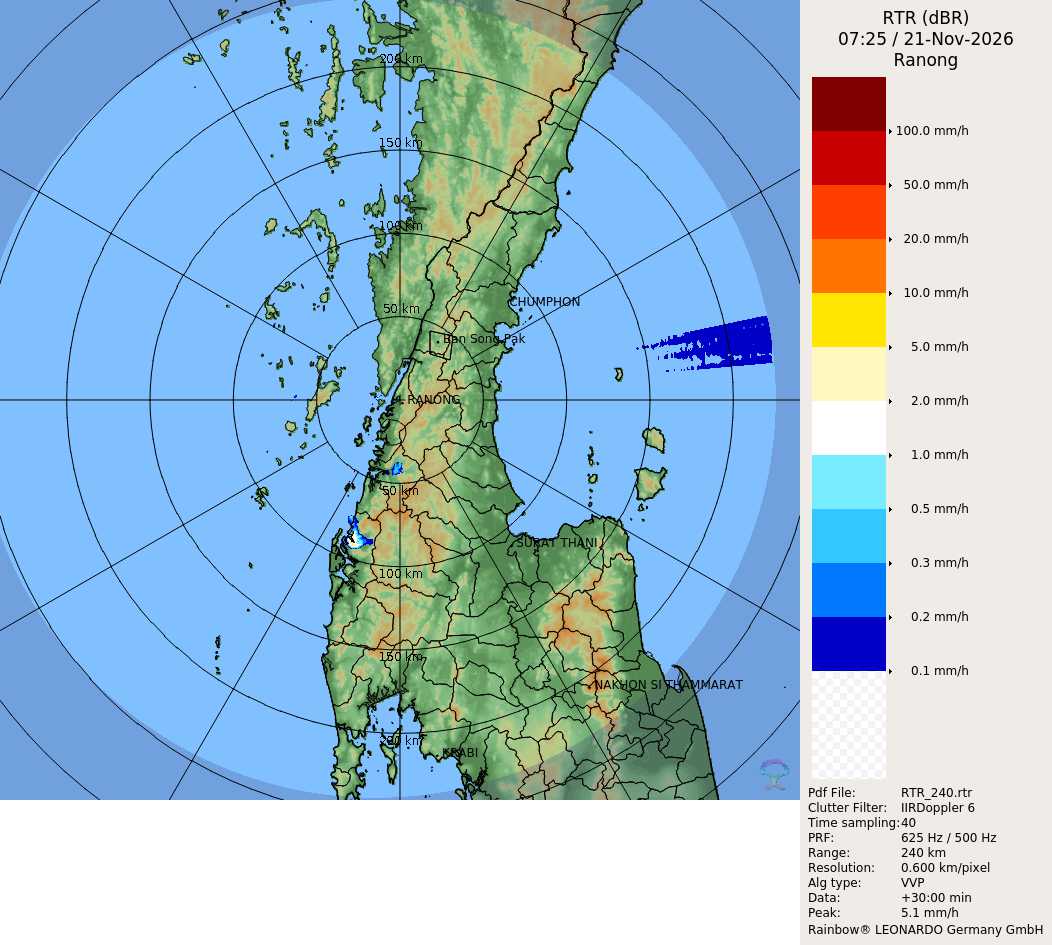 RTR (dBR)
07:25 / 21-Nov-2026
Ranong
200 km
150 km
100 km
50 km
CHUMPHON
Ban Song Pak
RANONG
50 km
SURAT THANI
100 km
150 km
NAKHON SI THAMMARAT
200 km
KRABI
100.0 mm/h
50.0 mm/h
20.0 mm/h
10.0 mm/h
5.0 mm/h
2.0 mm/h
1.0 mm/h
0.5 mm/h
0.3 mm/h
0.2 mm/h
0.1 mm/h
Pdf File: RTR_240.rtr
Clutter Filter: IIRDoppler 6
Time sampling: 40
PRF: 625 Hz / 500 Hz
Range: 240 km
Resolution: 0.600 km/pixel
Alg type: VVP
Data: +30:00 min
Peak: 5.1 mm/h
Rainbow® LEONARDO Germany GmbH